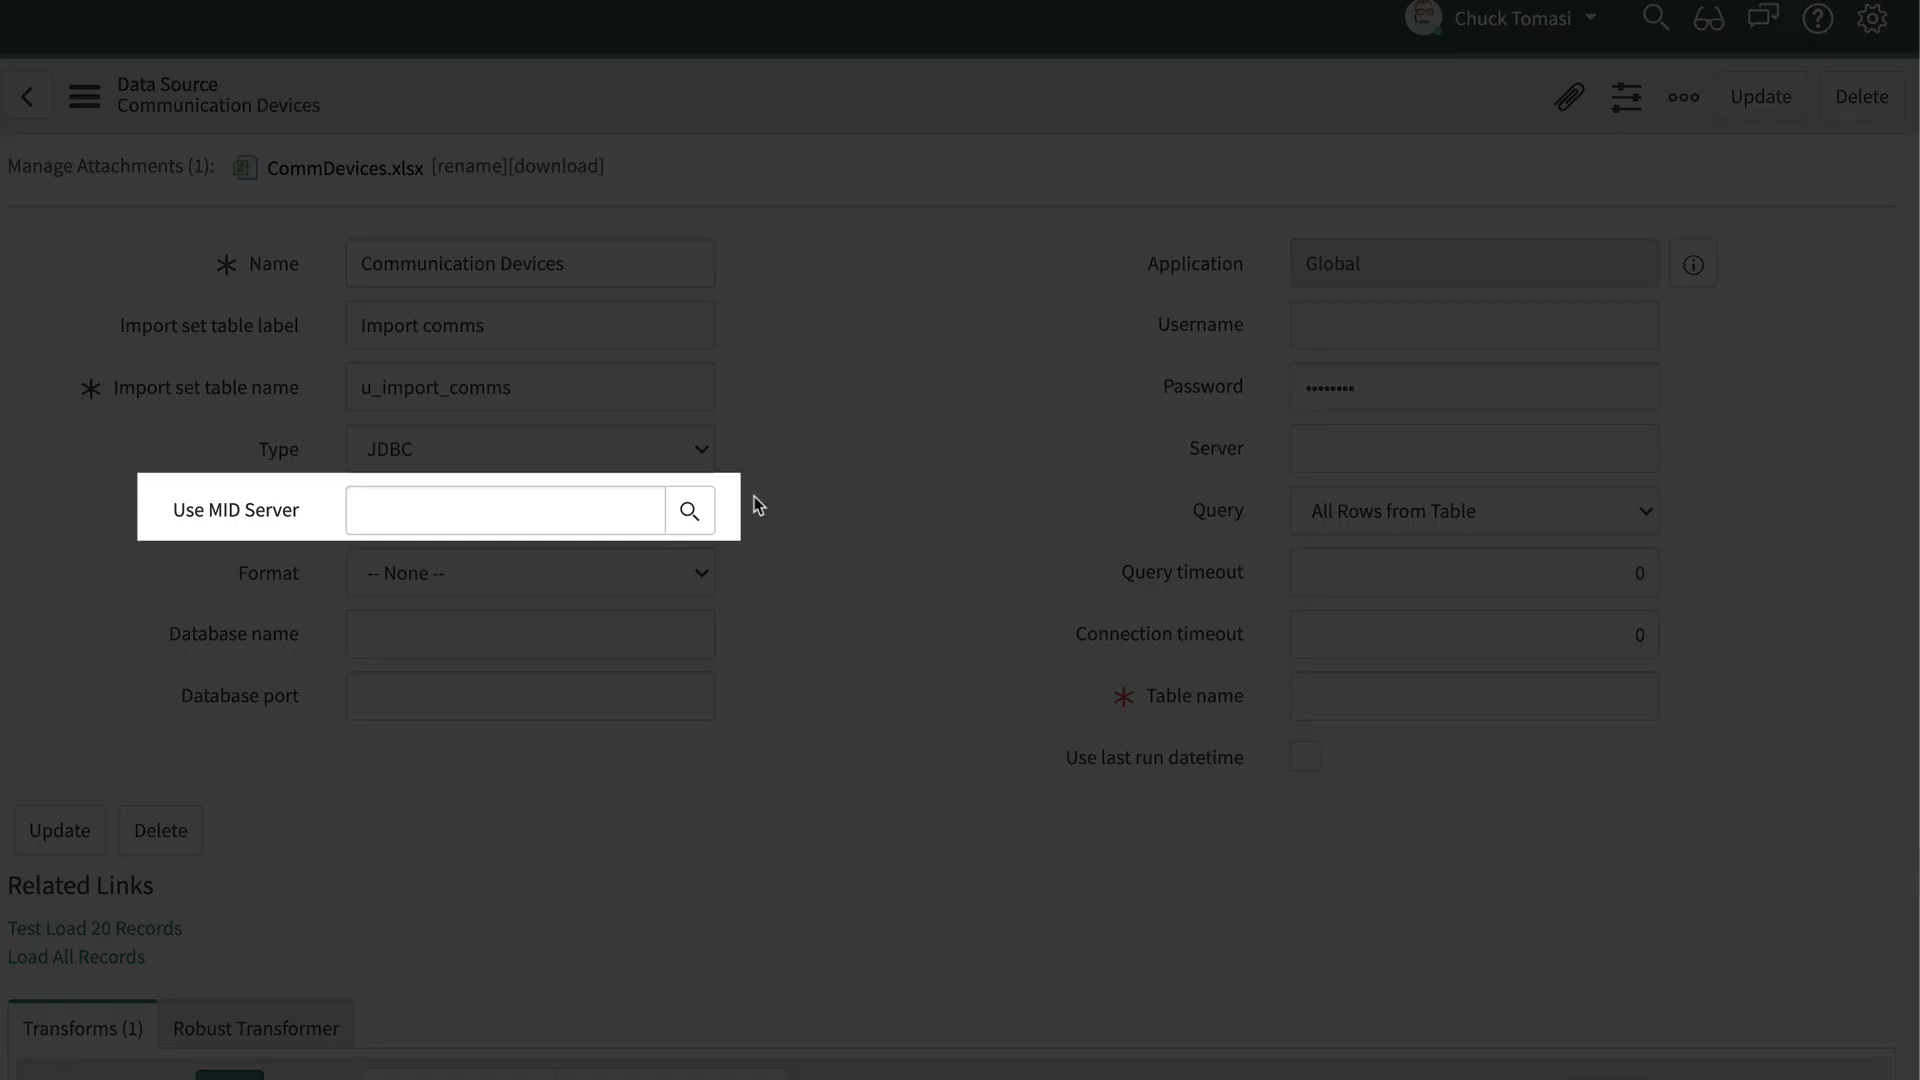 Chuck Tomasi
Data Source
Communication Devices
Update
Delete
Manage Attachments (1): CommDevices.xlsx [rename][download]
Name
Communication Devices
Import set table label
Import comms
Import set table name
u_import_comms
Type
JDBC
Use MID Server
Format
-- None --
Database name
Database port
Application
Global
Username
Password
••••••••
Server
Query
All Rows from Table
Query timeout
0
Connection timeout
0
Table name
Use last run datetime
Update
Delete
Related Links
Test Load 20 Records
Load All Records
Transforms (1)
Robust Transformer